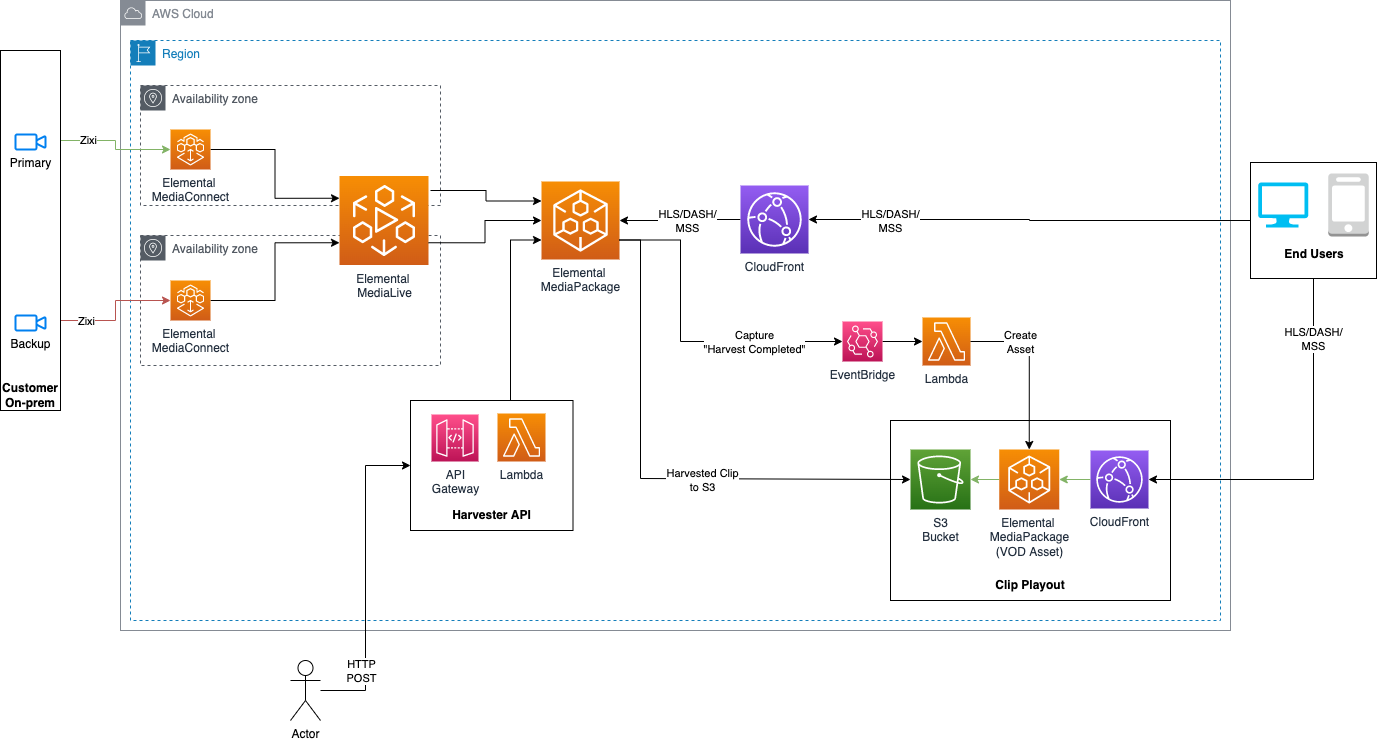 AWS Cloud
Region
Availability zone
Zixi
Primary
Elemental
MediaConnect
Availability zone
Zixi
Backup
Elemental
MediaConnect
Customer
On-prem
Elemental
MediaLive
Elemental
MediaPackage
HLS/DASH/
MSS
CloudFront
HLS/DASH/
MSS
End Users
HLS/DASH/
MSS
Capture
"Harvest Completed"
EventBridge
Lambda
Create
Asset
API
Gateway
Lambda
Harvester API
Harvested Clip
to S3
S3
Bucket
Elemental
MediaPackage
(VOD Asset)
CloudFront
Clip Playout
HTTP
POST
Actor